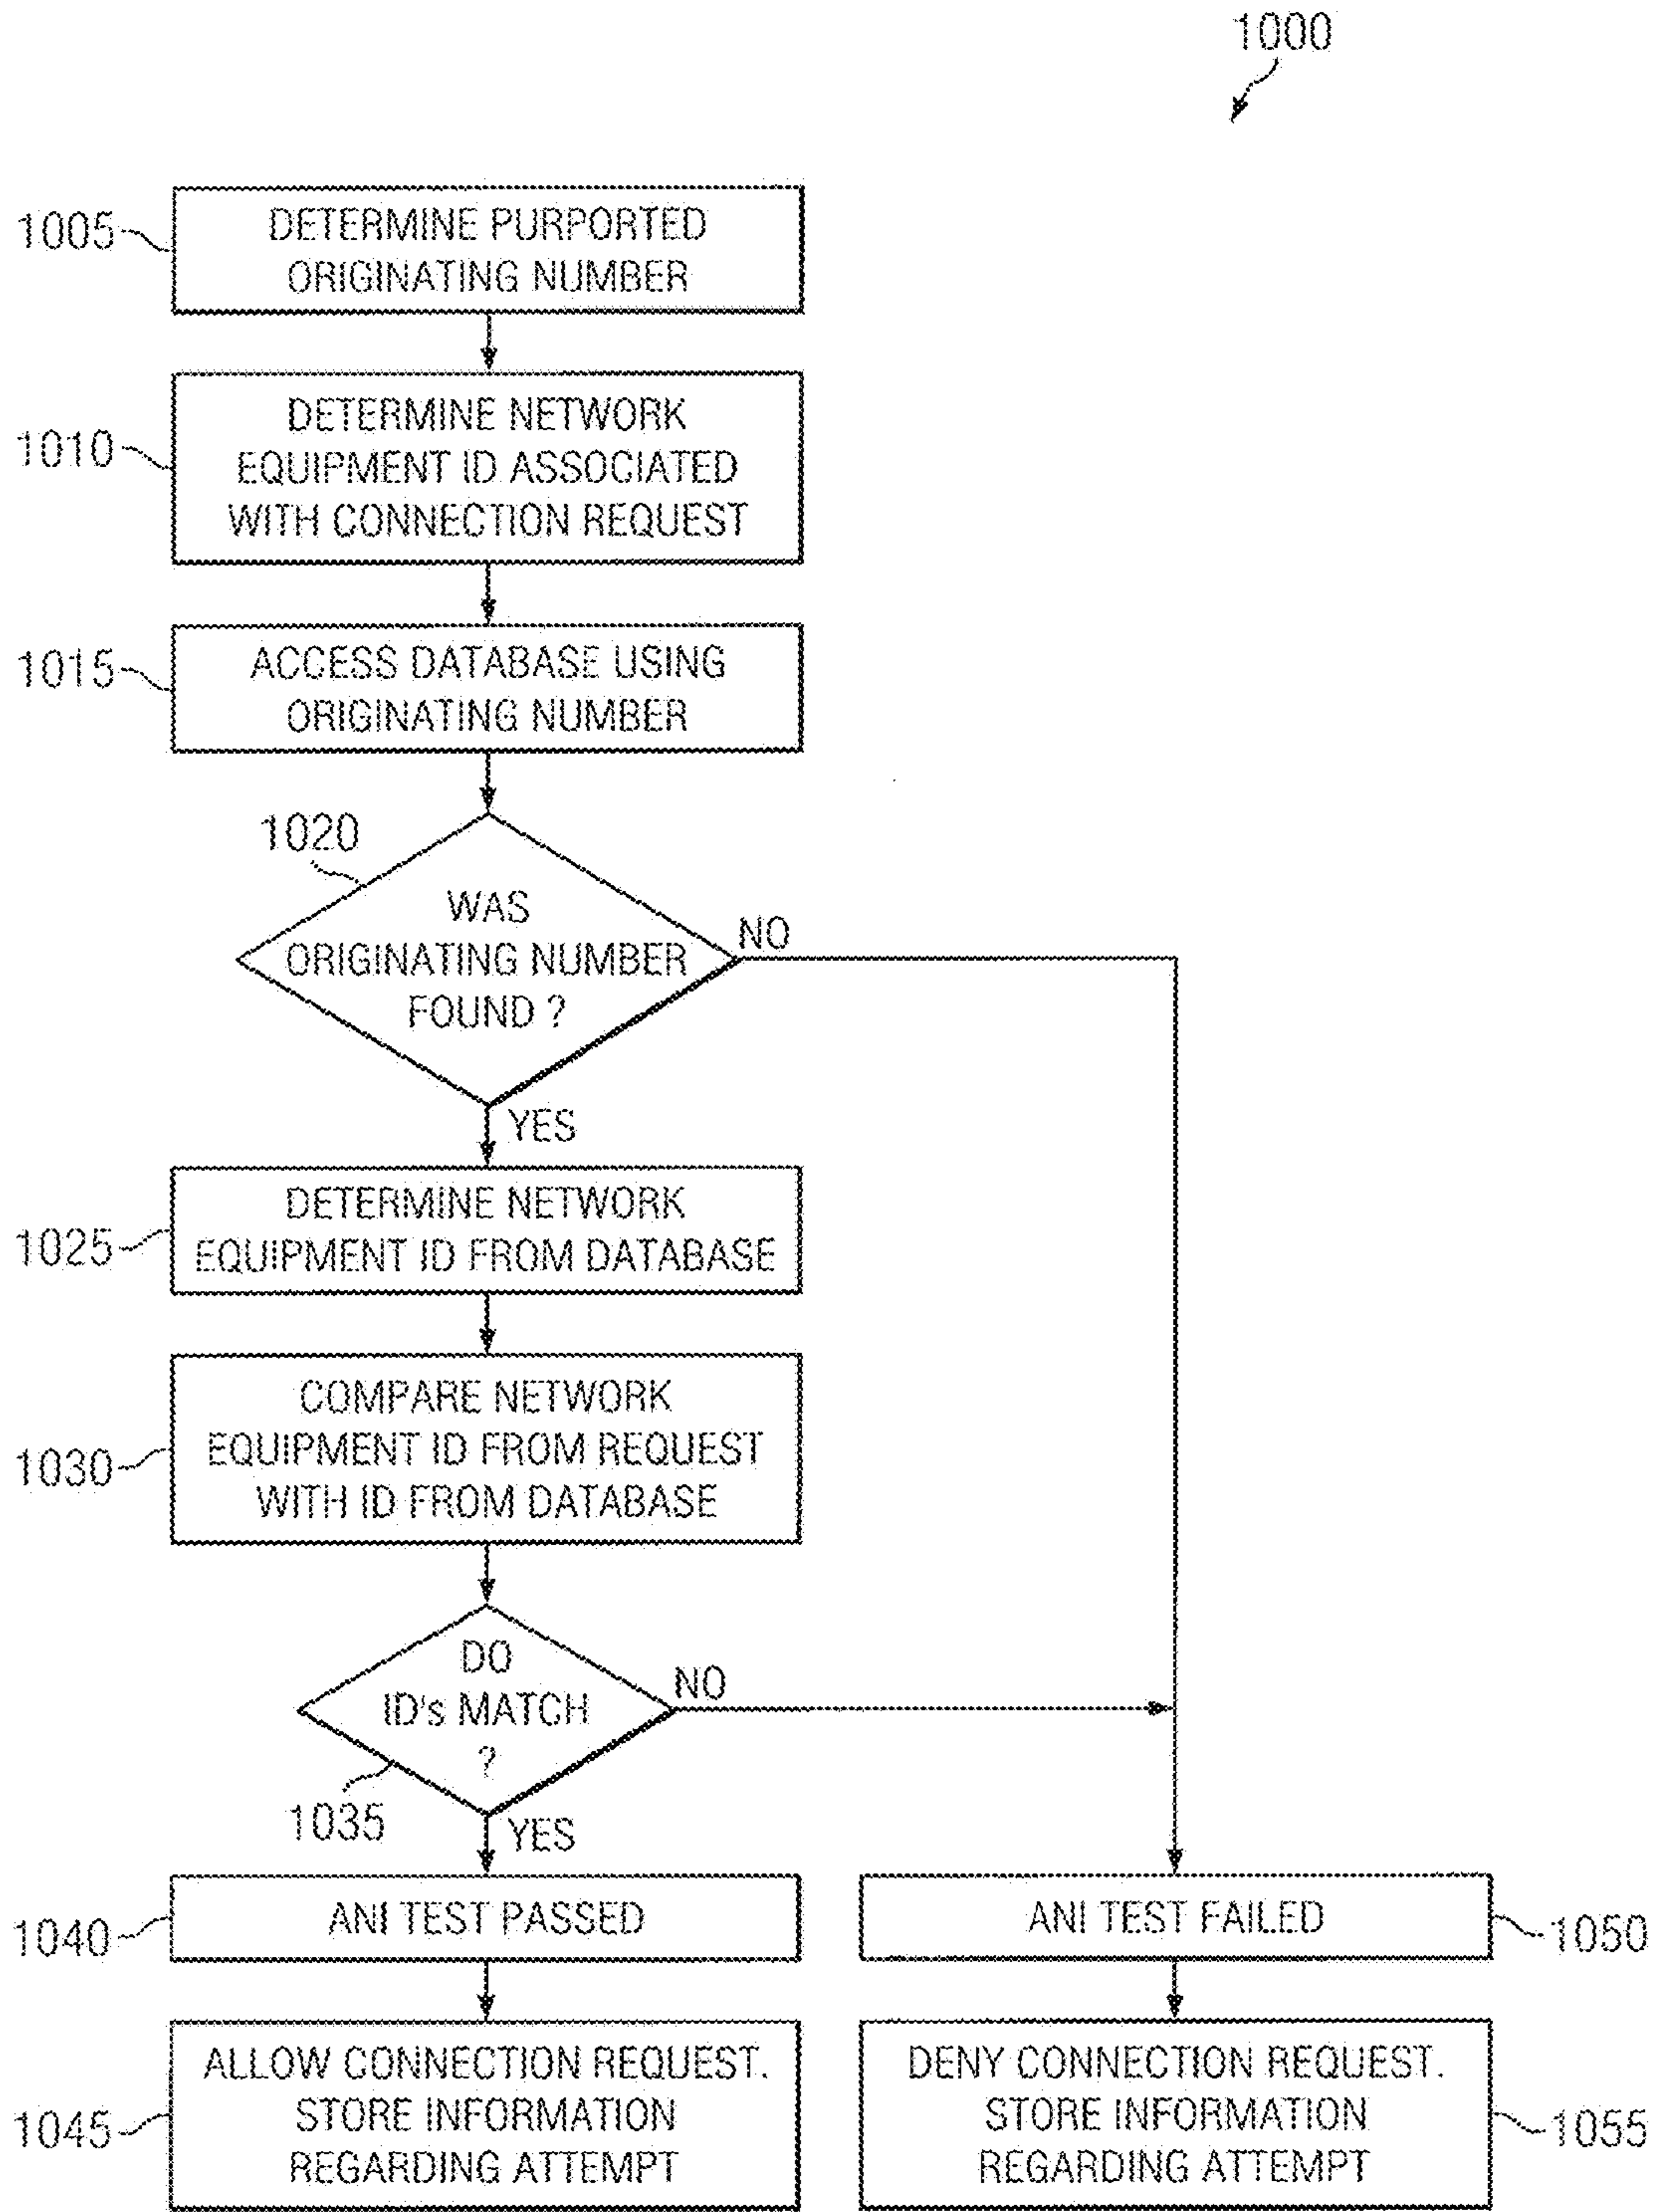 1000
1005
DETERMINE PURPORTED
ORIGINATING NUMBER
1010
DETERMINE NETWORK
EQUIPMENT ID ASSOCIATED
WITH CONNECTION REQUEST
1015
ACCESS DATABASE USING
ORIGINATING NUMBER
1020
WAS
ORIGINATING NUMBER
FOUND ?
NO
YES
1025
DETERMINE NETWORK
EQUIPMENT ID FROM DATABASE
1030
COMPARE NETWORK
EQUIPMENT ID FROM REQUEST
WITH ID FROM DATABASE
DO
ID's MATCH
?
NO
1035
YES
1040
ANI TEST PASSED
ANI TEST FAILED
1050
1045
ALLOW CONNECTION REQUEST.
STORE INFORMATION
REGARDING ATTEMPT
DENY CONNECTION REQUEST.
STORE INFORMATION
REGARDING ATTEMPT
1055